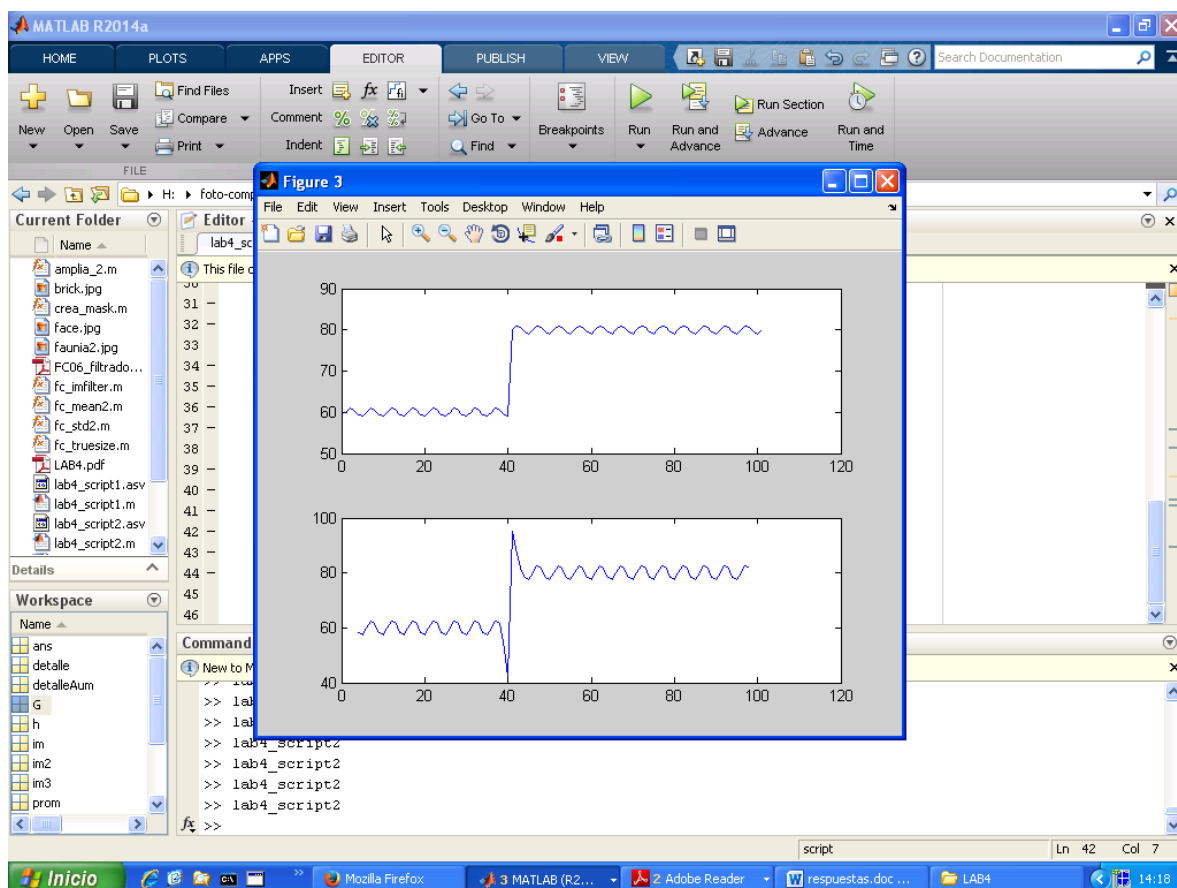 MATLAB R2014a
HOME PLOTS APPS EDITOR PUBLISH VIEW Search Documentation
New Open Save Find Files Compare Print Insert Comment Indent fx Go To Find Breakpoints Run Run and Advance Run Section Advance Run and Time
FILE
H: foto-comp
Current Folder
Name
amplia_2.m
brick.jpg
crea_mask.m
face.jpg
faunia2.jpg
FC06_filtrado...
fc_imfilter.m
fc_mean2.m
fc_std2.m
fc_truesize.m
LAB4.pdf
lab4_script1.asv
lab4_script1.m
lab4_script2.asv
lab4_script2.m
Details
Workspace
Name
ans
detalle
detalleAum
G
h
im
im2
im3
prom
Editor
lab4_sc
This file c
31
32
33
34
35
36
37
38
39
40
41
42
43
44
45
46
Figure 3
File Edit View Insert Tools Desktop Window Help
90
80
70
60
50
0 20 40 60 80 100 120
100
80
60
40
0 20 40 60 80 100 120
Command
New to M
>> lab
>> lab
>> lab4_script2
>> lab4_script2
>> lab4_script2
>> lab4_script2
fx >>
script Ln 42 Col 7
Inicio Mozilla Firefox 3 MATLAB (R2... 2 Adobe Reader respuestas.doc ... LAB4 14:18